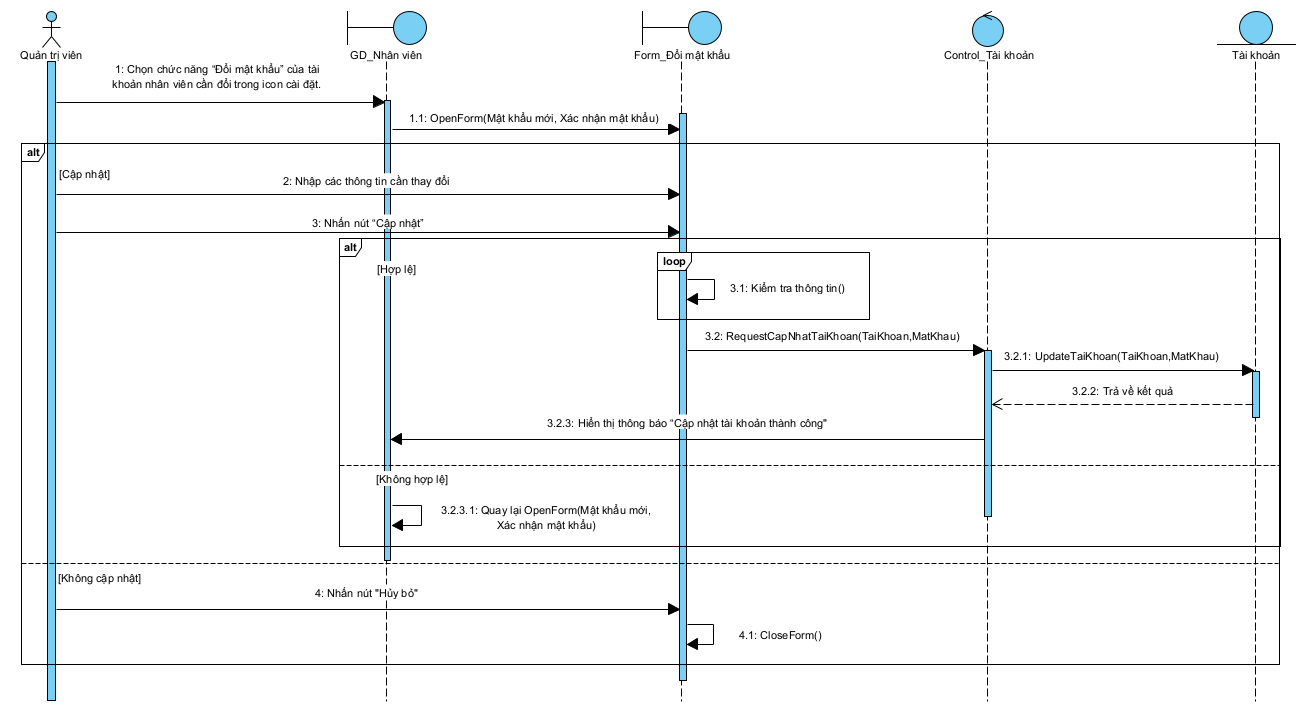 Quản trị viên
GD_Nhân viên
Form_Đổi mật khẩu
Control_Tài khoản
Tài khoản
1: Chọn chức năng “Đổi mật khẩu” của tài
khoản nhân viên cần đổi trong icon cài đặt.
1.1: OpenForm(Mật khẩu mới, Xác nhận mật khẩu)
alt
[Cập nhật]
2: Nhập các thông tin cần thay đổi
3: Nhấn nút “Cập nhật”
alt
[Hợp lệ]
loop
3.1: Kiểm tra thông tin()
3.2: RequestCapNhatTaiKhoan(TaiKhoan,MatKhau)
3.2.1: UpdateTaiKhoan(TaiKhoan,MatKhau)
3.2.2: Trả về kết quả
3.2.3: Hiển thị thông báo “Cập nhật tài khoản thành công"
[Không hợp lệ]
3.2.3.1: Quay lại OpenForm(Mật khẩu mới,
Xác nhận mật khẩu)
[Không cập nhật]
4: Nhấn nút "Hủy bỏ"
4.1: CloseForm()